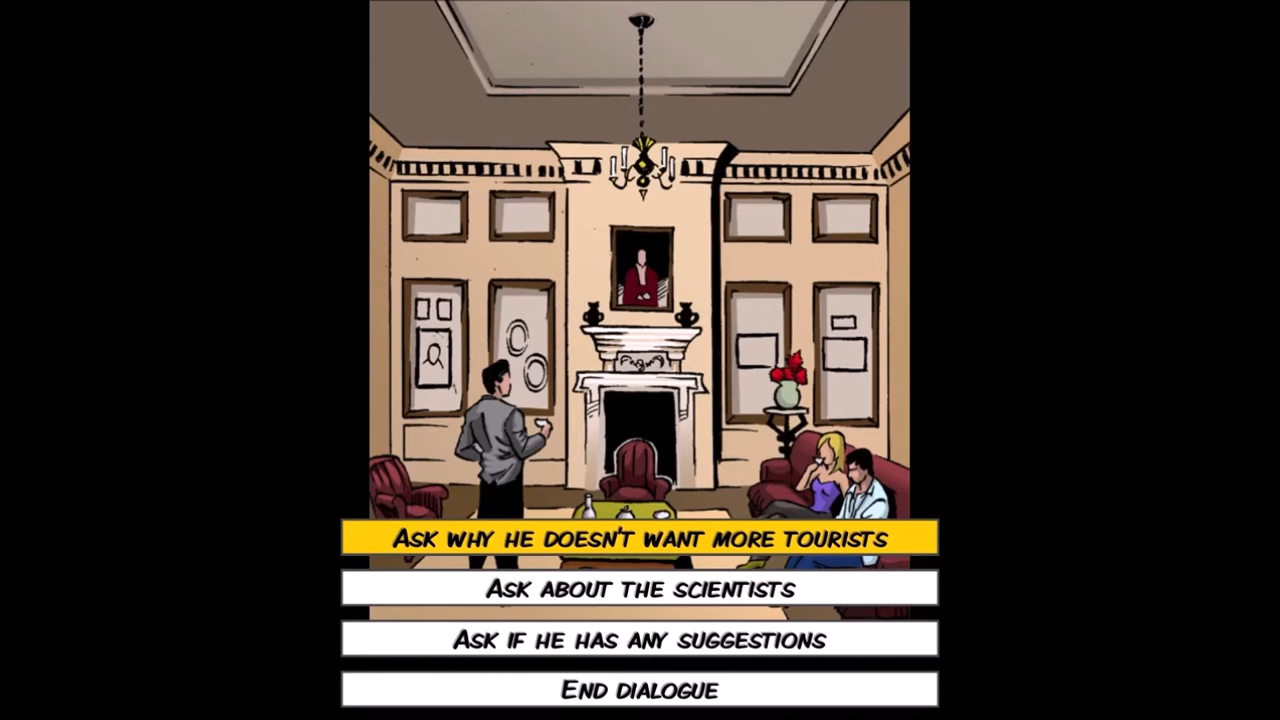 Ask why he doesn't want more tourists
Ask about the scientists
Ask if he has any suggestions
End dialogue